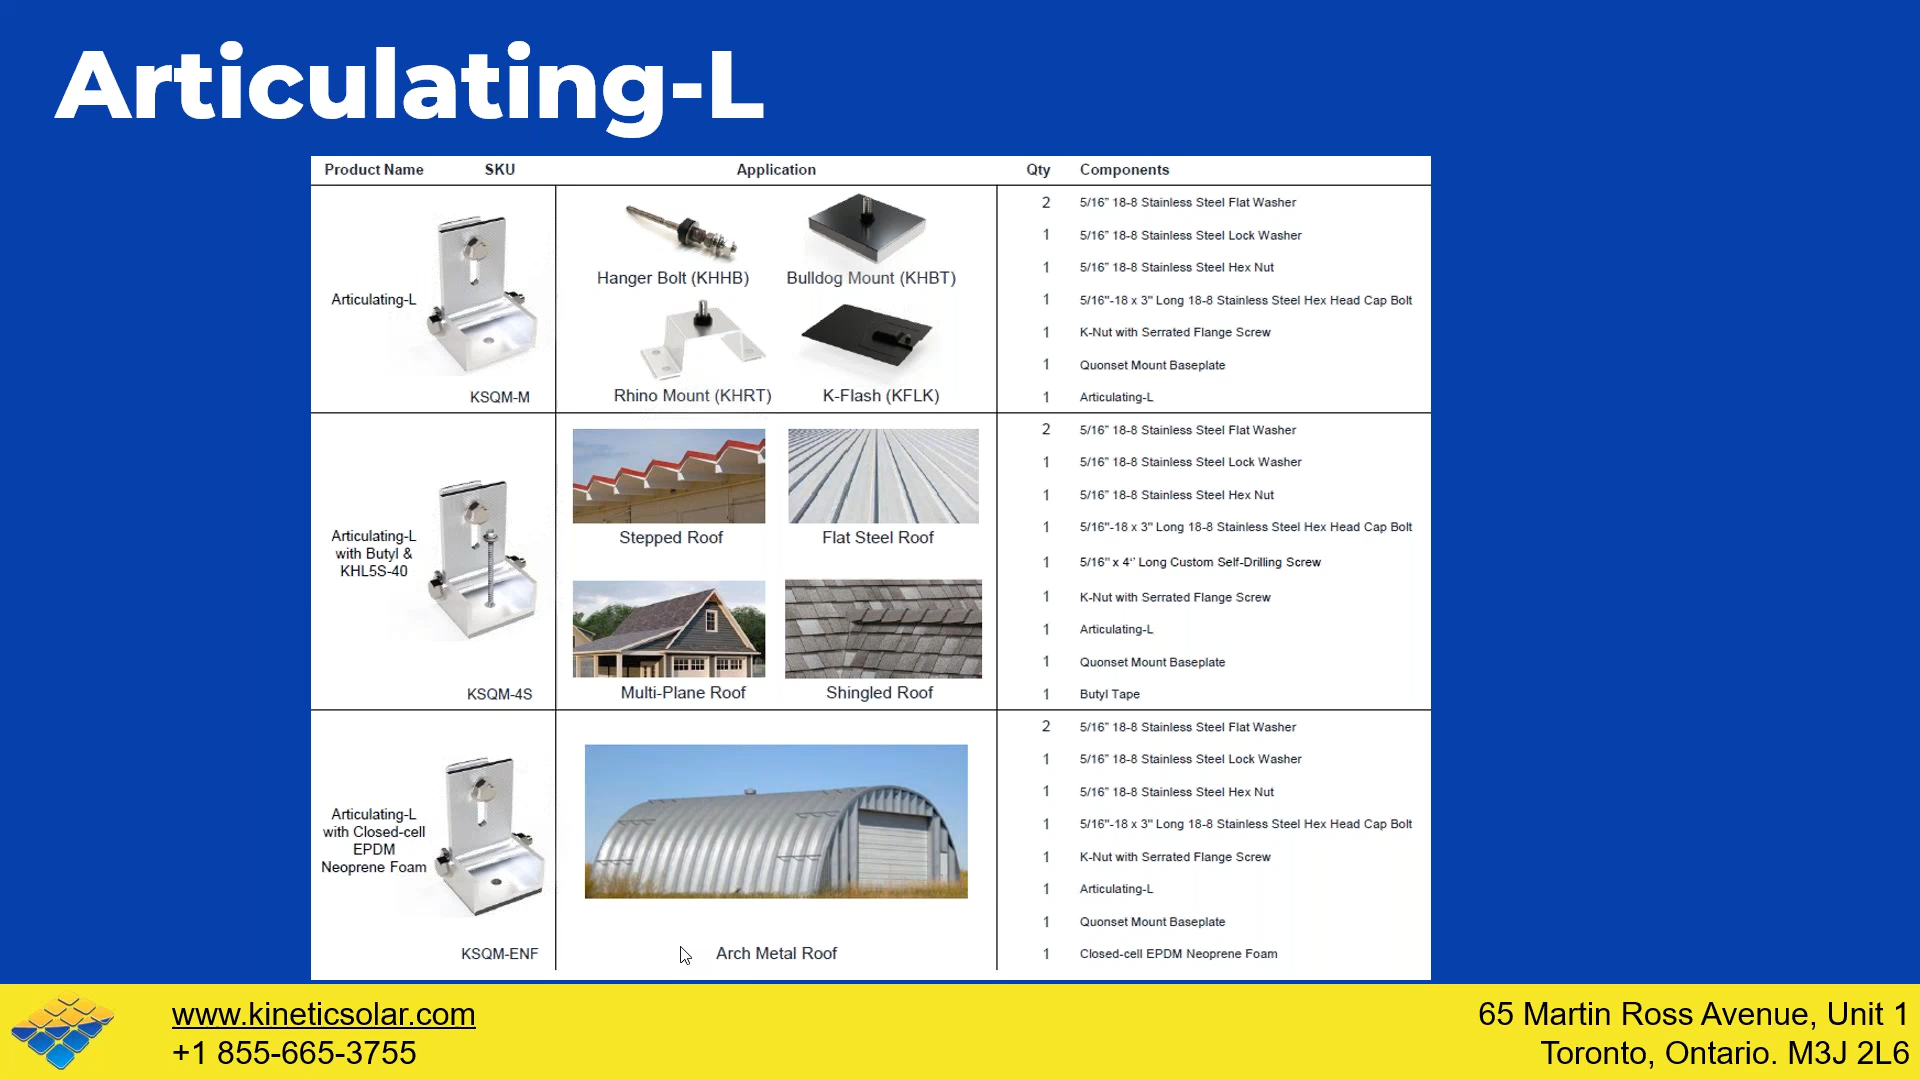 Articulating-L
Product Name SKU Application Qty Components
Articulating-L
KSQM-M
Hanger Bolt (KHHB) Bulldog Mount (KHBT)
Rhino Mount (KHRT) K-Flash (KFLK)
2 5/16" 18-8 Stainless Steel Flat Washer
1 5/16" 18-8 Stainless Steel Lock Washer
1 5/16" 18-8 Stainless Steel Hex Nut
1 5/16"-18 x 3" Long 18-8 Stainless Steel Hex Head Cap Bolt
1 K-Nut with Serrated Flange Screw
1 Quonset Mount Baseplate
1 Articulating-L
Articulating-L
with Butyl &
KHL5S-40
KSQM-4S
Stepped Roof Flat Steel Roof
Multi-Plane Roof Shingled Roof
2 5/16" 18-8 Stainless Steel Flat Washer
1 5/16" 18-8 Stainless Steel Lock Washer
1 5/16" 18-8 Stainless Steel Hex Nut
1 5/16"-18 x 3" Long 18-8 Stainless Steel Hex Head Cap Bolt
1 5/16" x 4'' Long Custom Self-Drilling Screw
1 K-Nut with Serrated Flange Screw
1 Articulating-L
1 Quonset Mount Baseplate
1 Butyl Tape
Articulating-L
with Closed-cell
EPDM
Neoprene Foam
KSQM-ENF
Arch Metal Roof
2 5/16" 18-8 Stainless Steel Flat Washer
1 5/16" 18-8 Stainless Steel Lock Washer
1 5/16" 18-8 Stainless Steel Hex Nut
1 5/16"-18 x 3" Long 18-8 Stainless Steel Hex Head Cap Bolt
1 K-Nut with Serrated Flange Screw
1 Articulating-L
1 Quonset Mount Baseplate
1 Closed-cell EPDM Neoprene Foam
www.kineticsolar.com
+1 855-665-3755
65 Martin Ross Avenue, Unit 1
Toronto, Ontario. M3J 2L6